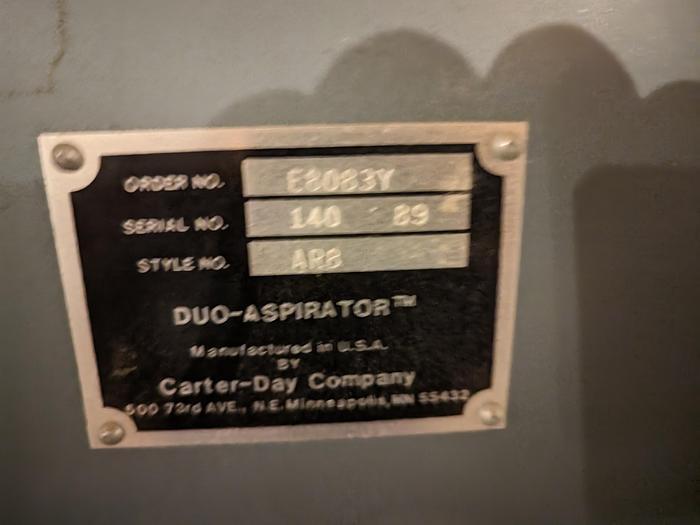 ORDER NO. E8083Y
SERIAL NO. 140 89
STYLE NO.
DUO-ASPIRATOR™
Manufactured in U.S.A.
BY
Carter-Day Company
500 73rd AVE., N.E. Minneapolis, MN 55432